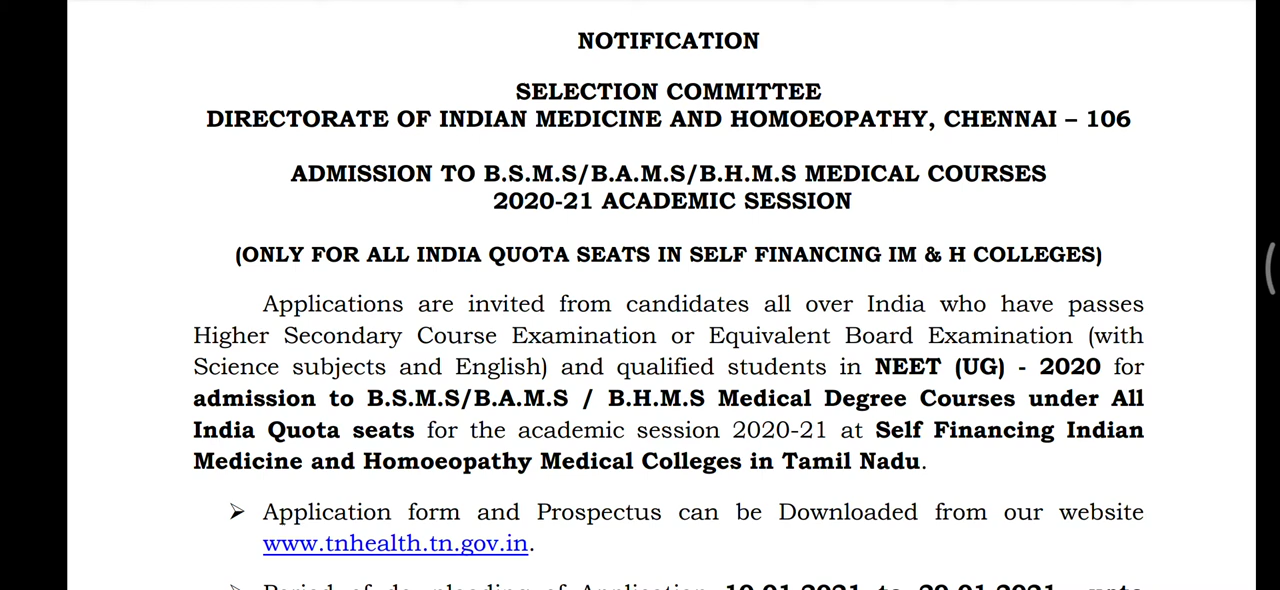 NOTIFICATION
SELECTION COMMITTEE
DIRECTORATE OF INDIAN MEDICINE AND HOMOEOPATHY, CHENNAI – 106
ADMISSION TO B.S.M.S/B.A.M.S/B.H.M.S MEDICAL COURSES
2020-21 ACADEMIC SESSION
(ONLY FOR ALL INDIA QUOTA SEATS IN SELF FINANCING IM & H COLLEGES)
Applications are invited from candidates all over India who have passes
Higher Secondary Course Examination or Equivalent Board Examination (with
Science subjects and English) and qualified students in NEET (UG) - 2020 for
admission to B.S.M.S/B.A.M.S / B.H.M.S Medical Degree Courses under All
India Quota seats for the academic session 2020-21 at Self Financing Indian
Medicine and Homoeopathy Medical Colleges in Tamil Nadu.
➢ Application form and Prospectus can be Downloaded from our website
www.tnhealth.tn.gov.in.